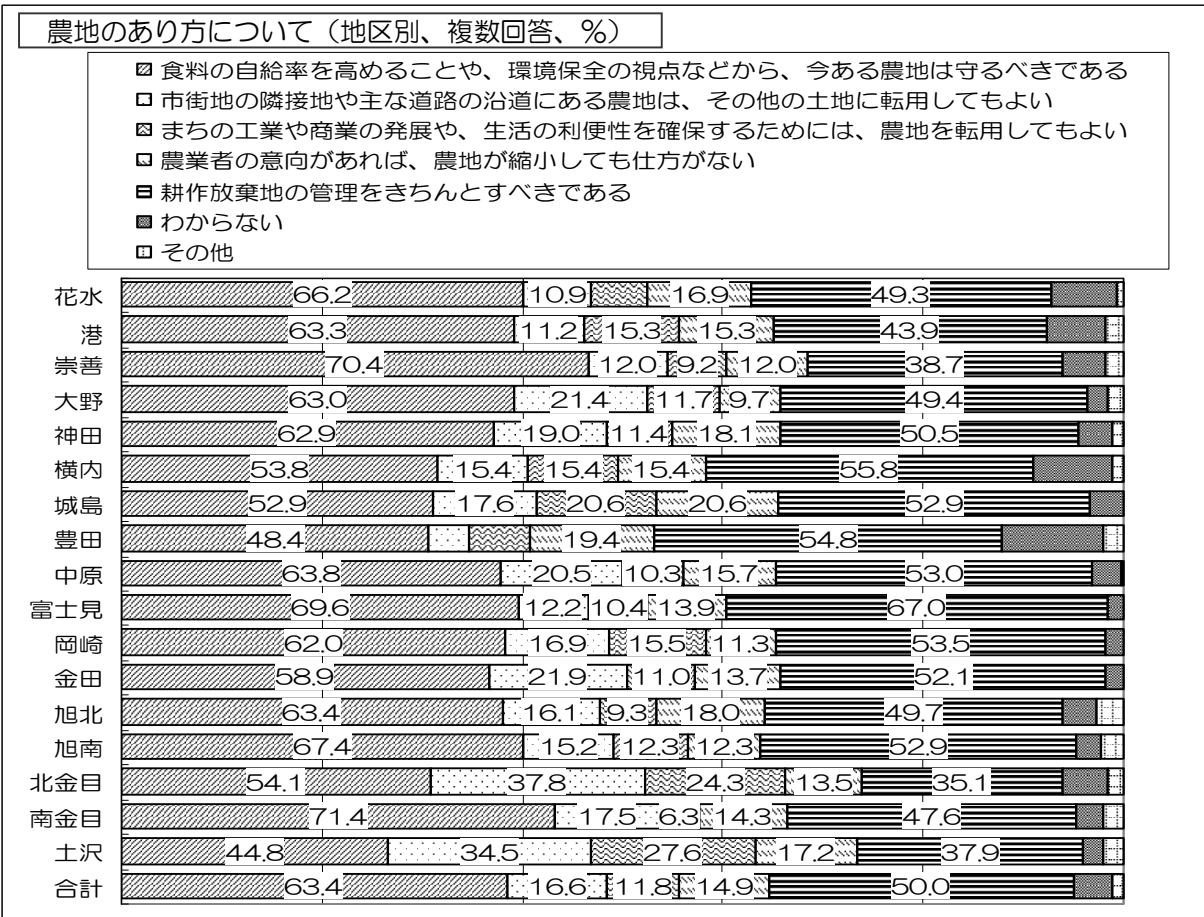 農地のあり方について（地区別、複数回答、％）
食料の自給率を高めることや、環境保全の視点などから、今ある農地は守るべきである
市街地の隣接地や主な道路の沿道にある農地は、その他の土地に転用してもよい
まちの工業や商業の発展や、生活の利便性を確保するためには、農地を転用してもよい
農業者の意向があれば、農地が縮小しても仕方がない
耕作放棄地の管理をきちんとすべきである
わからない
その他
花水 66.2 10.9 16.9 49.3
港 63.3 11.2 15.3 15.3 43.9
崇善 70.4 12.0 9.2 12.0 38.7
大野 63.0 21.4 11.7 9.7 49.4
神田 62.9 19.0 11.4 18.1 50.5
横内 53.8 15.4 15.4 15.4 55.8
城島 52.9 17.6 20.6 20.6 52.9
豊田 48.4 19.4 54.8
中原 63.8 20.5 10.3 15.7 53.0
富士見 69.6 12.2 10.4 13.9 67.0
岡崎 62.0 16.9 15.5 11.3 53.5
金田 58.9 21.9 11.0 13.7 52.1
旭北 63.4 16.1 9.3 18.0 49.7
旭南 67.4 15.2 12.3 12.3 52.9
北金目 54.1 37.8 24.3 13.5 35.1
南金目 71.4 17.5 6.3 14.3 47.6
土沢 44.8 34.5 27.6 17.2 37.9
合計 63.4 16.6 11.8 14.9 50.0